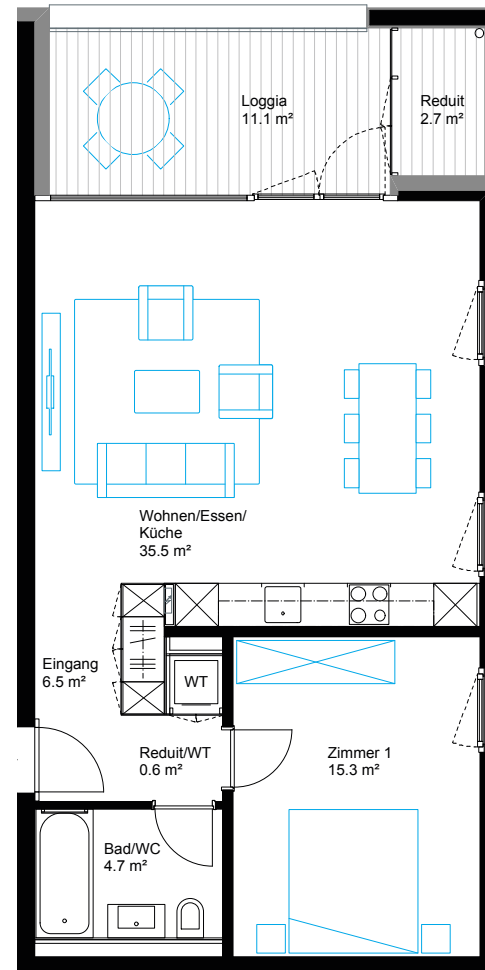 Loggia
11.1 m²
Reduit
2.7 m²
Wohnen/Essen/
Küche
35.5 m²
Eingang
6.5 m²
WT
Reduit/WT
0.6 m²
Zimmer 1
15.3 m²
Bad/WC
4.7 m²